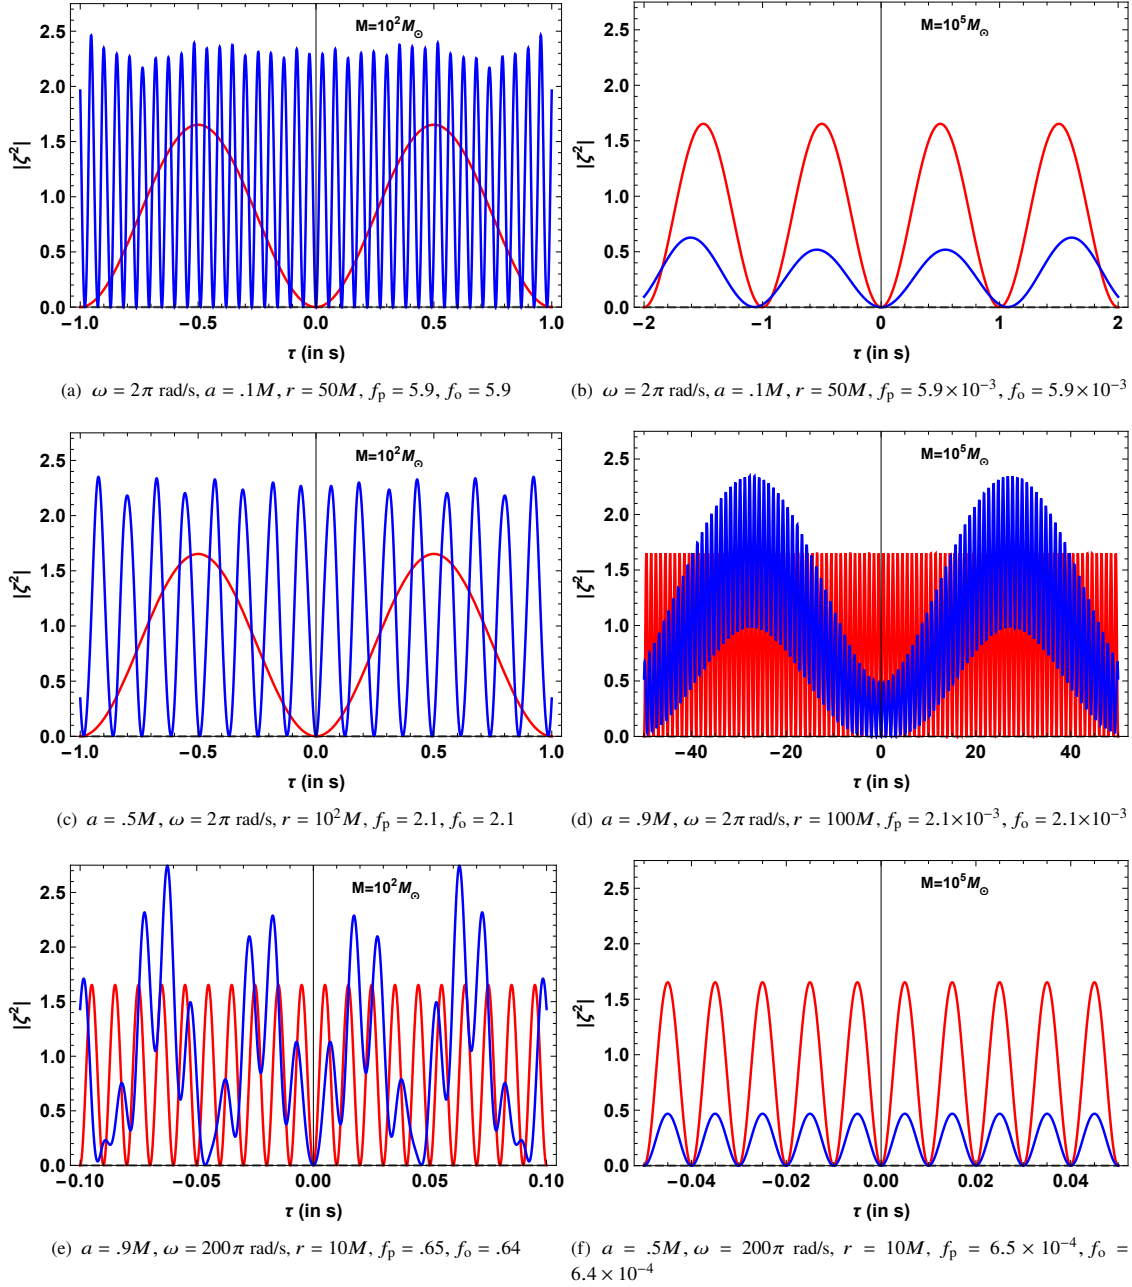 M=10²M⊙
M=10⁵M⊙
2.5
2.0
1.5
1.0
0.5
0.0
|ζ²|
−1.0 −0.5 0.0 0.5 1.0
τ (in s)
2.5
2.0
1.5
1.0
0.5
0.0
|ζ²|
−2 −1 0 1 2
τ (in s)
(a) ω = 2π rad/s, a = .1M, r = 50M, fp = 5.9, fo = 5.9
(b) ω = 2π rad/s, a = .1M, r = 50M, fp = 5.9×10⁻³, fo = 5.9×10⁻³
M=10²M⊙
M=10⁵M⊙
2.5
2.0
1.5
1.0
0.5
0.0
|ζ²|
−1.0 −0.5 0.0 0.5 1.0
τ (in s)
2.5
2.0
1.5
1.0
0.5
0.0
|ζ²|
−40 −20 0 20 40
τ (in s)
(c) a = .5M, ω = 2π rad/s, r = 10²M, fp = 2.1, fo = 2.1
(d) a = .9M, ω = 2π rad/s, r = 100M, fp = 2.1×10⁻³, fo = 2.1×10⁻³
M=10²M⊙
M=10⁵M⊙
2.5
2.0
1.5
1.0
0.5
0.0
|ζ²|
−0.10 −0.05 0.00 0.05 0.10
τ (in s)
2.5
2.0
1.5
1.0
0.5
0.0
|ζ²|
−0.04 −0.02 0.00 0.02 0.04
τ (in s)
(e) a = .9M, ω = 200π rad/s, r = 10M, fp = .65, fo = .64
(f) a = .5M, ω = 200π rad/s, r = 10M, fp = 6.5 × 10⁻⁴, fo =
6.4 × 10⁻⁴